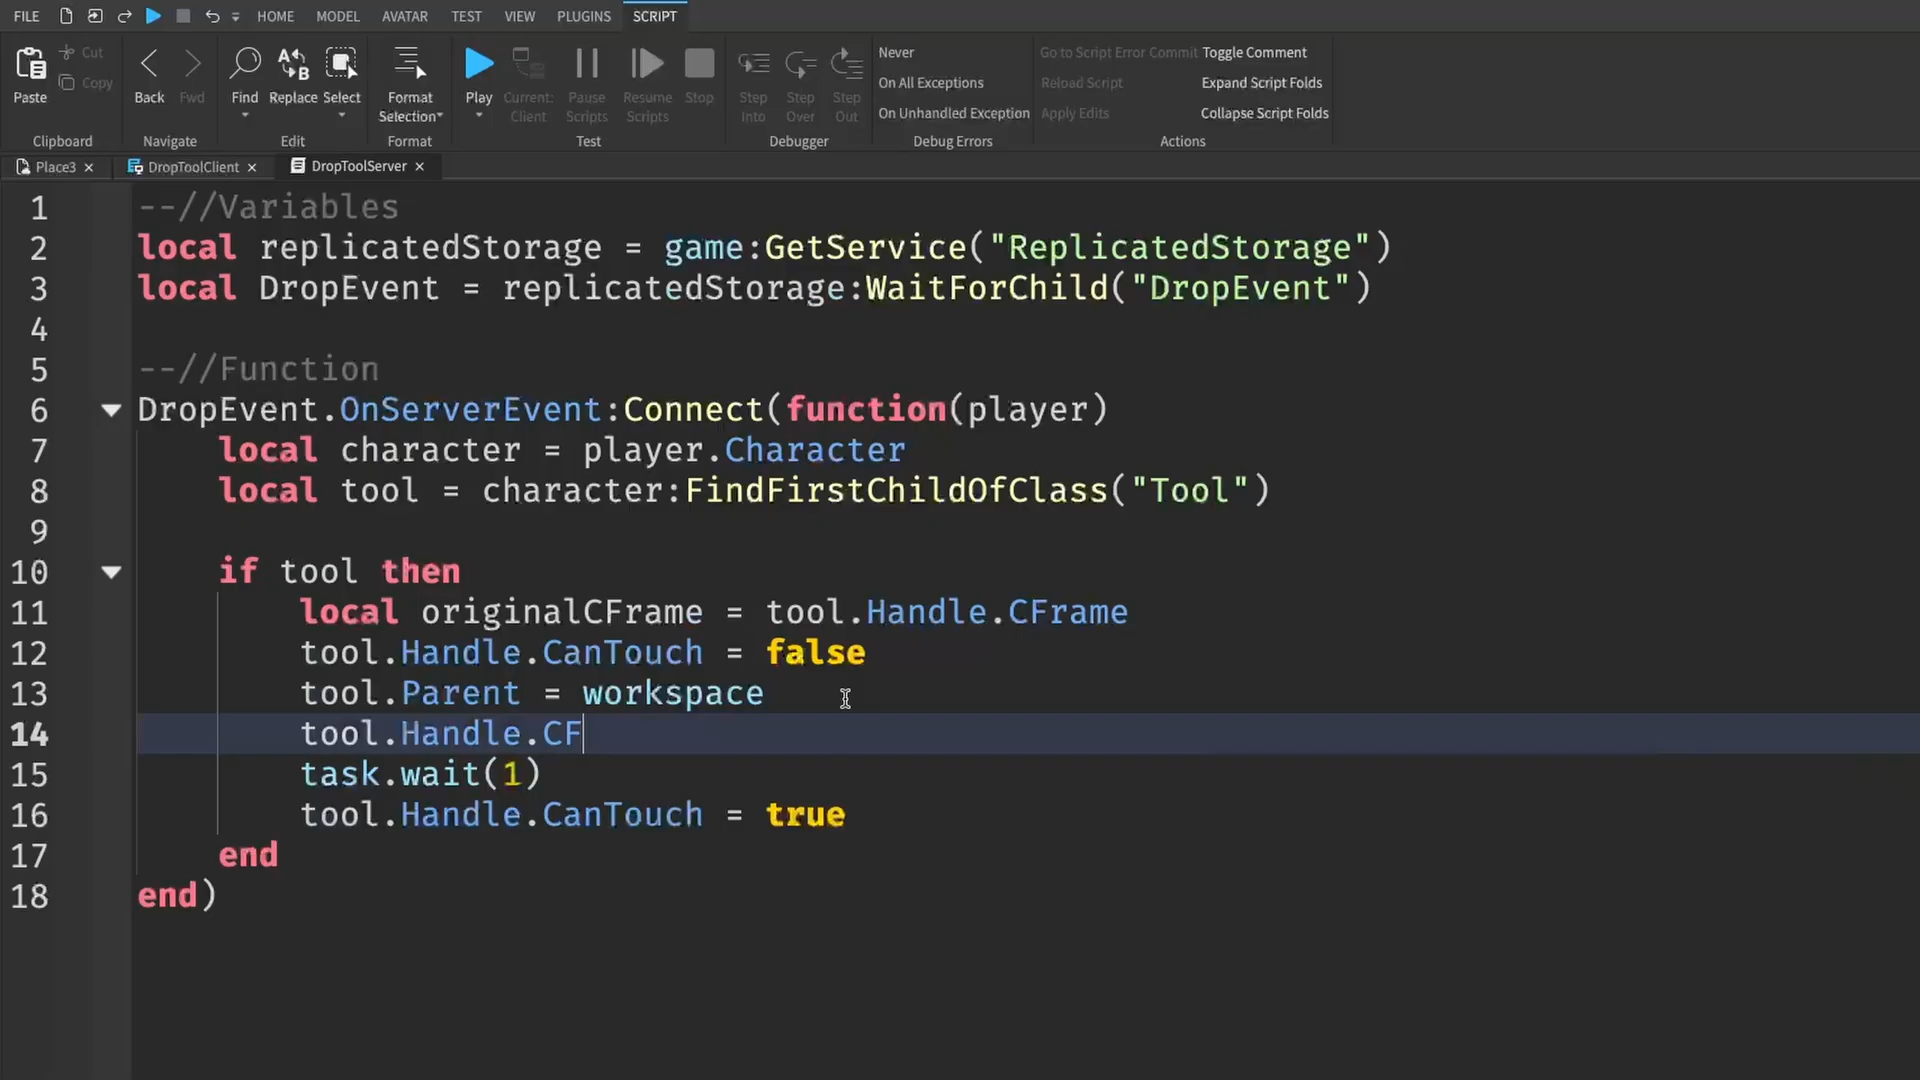 FILE HOME MODEL AVATAR TEST VIEW PLUGINS SCRIPT
Paste Cut Copy
Clipboard
Back Fwd
Navigate
Find Replace Select
Edit
Format Selection
Format
Play Current: Client Pause Scripts Resume Scripts Stop
Test
Step Into Step Over Step Out
Debugger
Never
On All Exceptions
On Unhandled Exception
Debug Errors
Go to Script Error Commit Toggle Comment
Reload Script Expand Script Folds
Apply Edits Collapse Script Folds
Actions
Place3 × DropToolClient × DropToolServer ×
1 --//Variables
2 local replicatedStorage = game:GetService("ReplicatedStorage")
3 local DropEvent = replicatedStorage:WaitForChild("DropEvent")
4
5 --//Function
6 DropEvent.OnServerEvent:Connect(function(player)
7 local character = player.Character
8 local tool = character:FindFirstChildOfClass("Tool")
9
10 if tool then
11 local originalCFrame = tool.Handle.CFrame
12 tool.Handle.CanTouch = false
13 tool.Parent = workspace
14 tool.Handle.CF
15 task.wait(1)
16 tool.Handle.CanTouch = true
17 end
18 end)